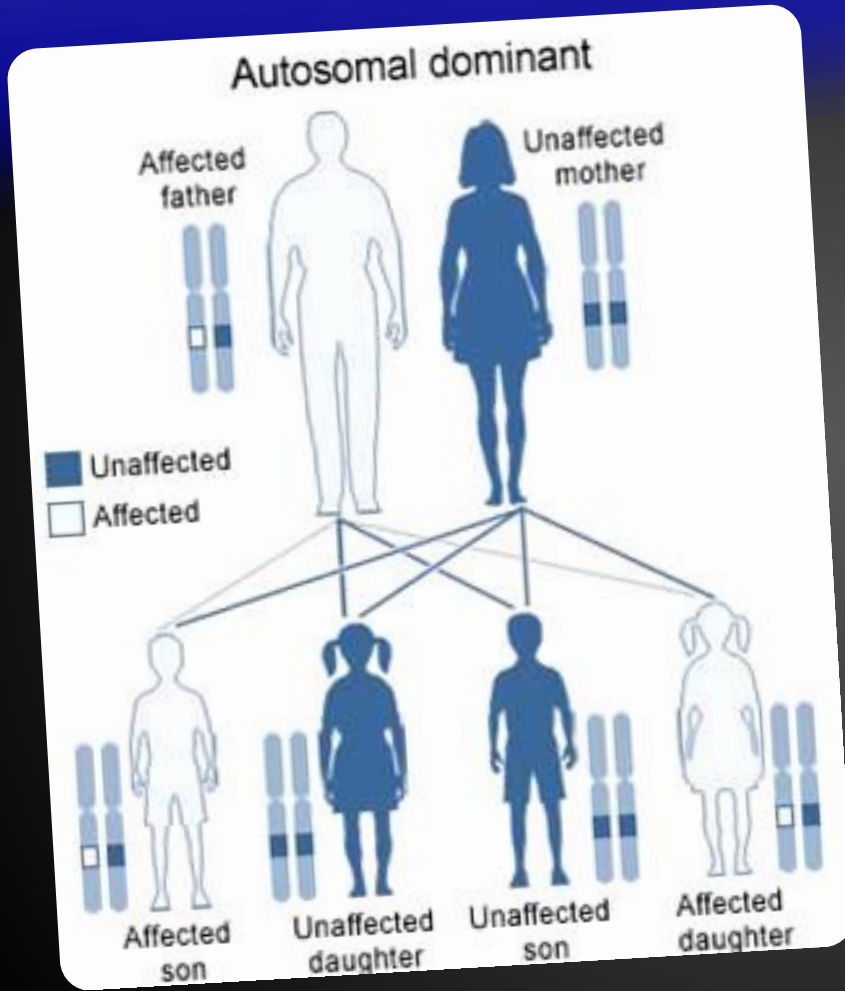 Autosomal dominant
Affected
father
Unaffected
mother
Unaffected
Affected
Affected
son
Unaffected
daughter
Unaffected
son
Affected
daughter